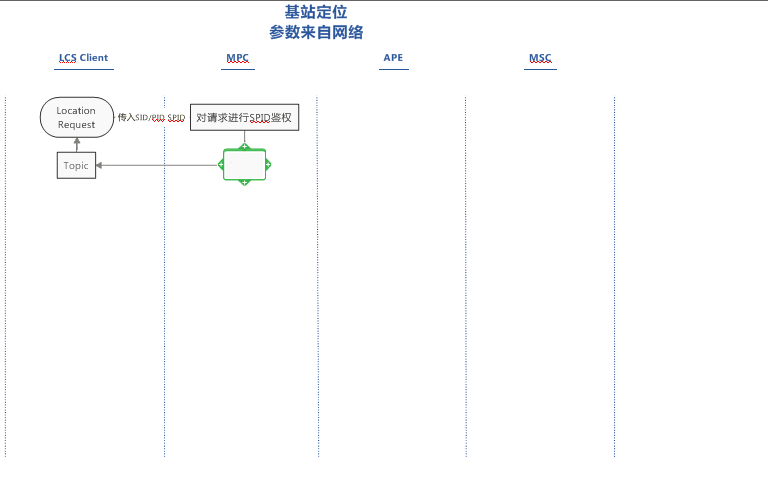 基站定位
参数来自网络
LCS Client
MPC
APE
MSC
Location
Request
传入SID/PID SPID
对请求进行SPID鉴权
Topic